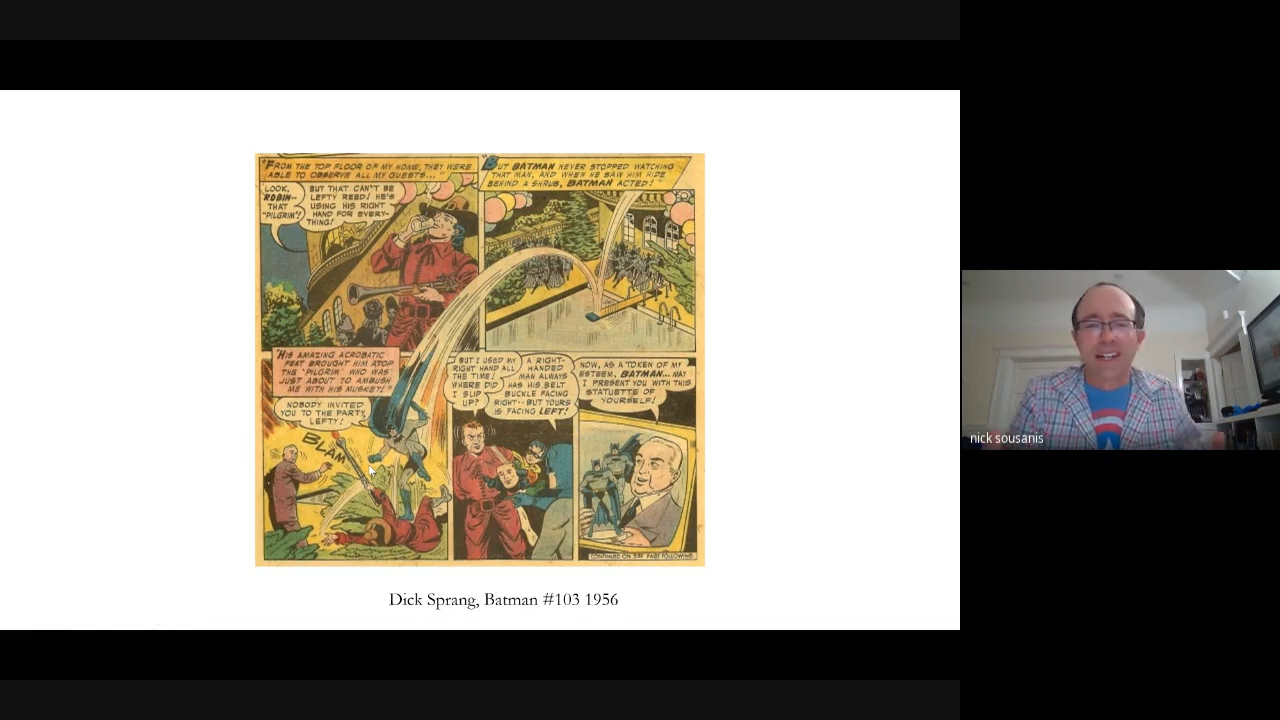 "FROM THE TOP FLOOR OF MY HOME, THEY WERE
ABLE TO OBSERVE ALL MY GUESTS..."
LOOK,
ROBIN--
THAT
"PILGRIM"!
BUT THAT CAN'T BE
LEFTY REED! HE'S
USING HIS RIGHT
HAND FOR EVERY-
THING!
"BUT BATMAN NEVER STOPPED WATCHING
THAT MAN, AND WHEN HE SAW HIM HIDE
BEHIND A SHRUB, BATMAN ACTED!"
"HIS AMAZING ACROBATIC
FEAT BROUGHT HIM ATOP
THE 'PILGRIM' WHO WAS
JUST ABOUT TO AMBUSH
ME WITH HIS MUSKET!"
NOBODY INVITED
YOU TO THE PARTY,
LEFTY!
BLAM
BUT I USED MY
RIGHT HAND ALL
THE TIME!
WHERE DID
I SLIP
UP?
A RIGHT-
HANDED
MAN ALWAYS
HAS HIS BELT
BUCKLE FACING
RIGHT--BUT YOURS
IS FACING LEFT!
NOW, AS A TOKEN OF MY
ESTEEM, BATMAN... MAY
I PRESENT YOU WITH THIS
STATUETTE OF
YOURSELF!
CONTINUED ON 3RD PAGE FOLLOWING
Dick Sprang, Batman #103 1956
nick sousanis